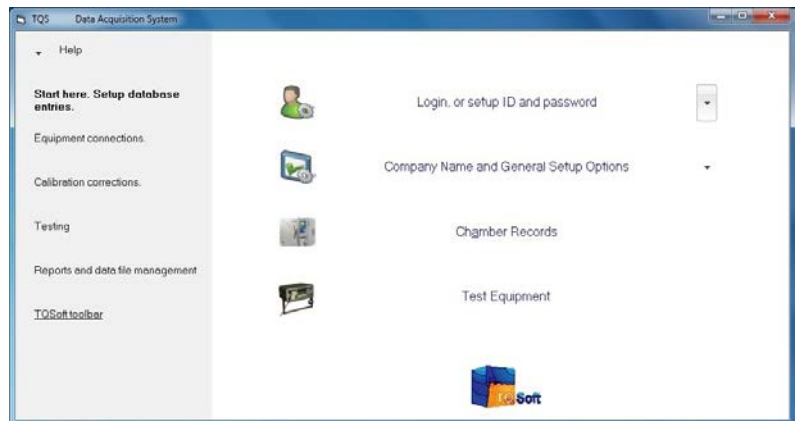 TQS Data Acquisition System
Help
Start here. Setup database
entries.
Equipment connections.
Calibration corrections.
Testing
Reports and data file management
TQSoft toolbar
Login, or setup ID and password
Company Name and General Setup Options
Chamber Records
Test Equipment
TQSoft